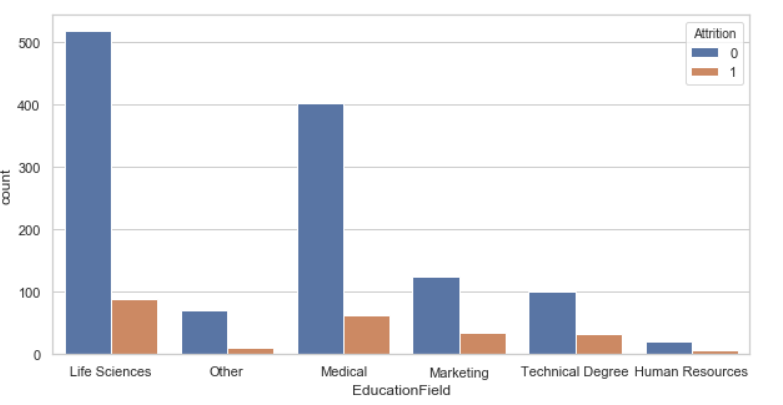 500
400
300
200
100
0
count
Attrition
0
1
Life Sciences
Other
Medical
Marketing
Technical Degree
Human Resources
EducationField